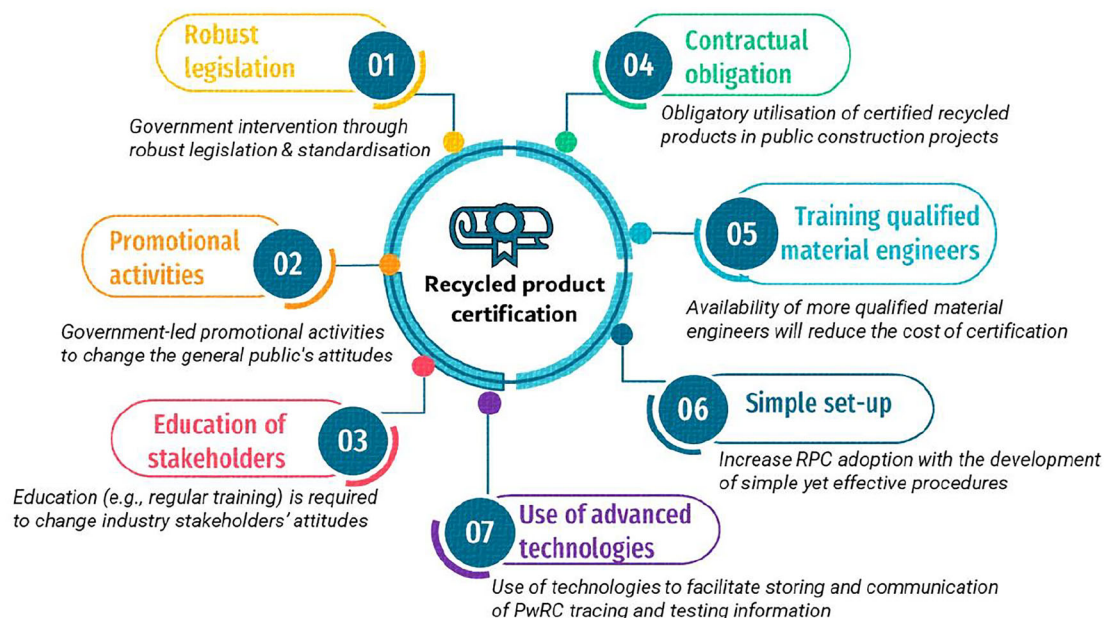 01
Robust
legislation
Government intervention through
robust legislation & standardisation
02
Promotional
activities
Government-led promotional activities
to change the general public's attitudes
03
Education of
stakeholders
Education (e.g., regular training) is required
to change industry stakeholders’ attitudes
Recycled product
certification
04
Contractual
obligation
Obligatory utilisation of certified recycled
products in public construction projects
05
Training qualified
material engineers
Availability of more qualified material
engineers will reduce the cost of certification
06
Simple set-up
Increase RPC adoption with the development
of simple yet effective procedures
07
Use of advanced
technologies
Use of technologies to facilitate storing and communication
of PwRC tracing and testing information